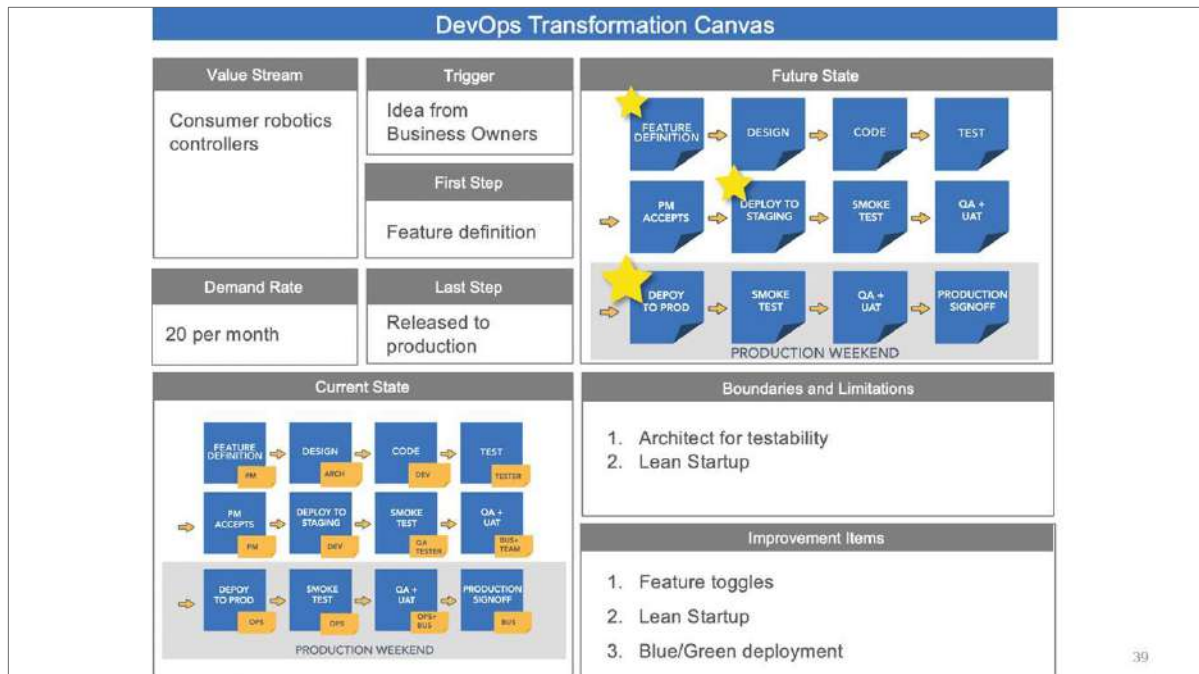 DevOps Transformation Canvas
Value Stream
Consumer robotics
controllers
Trigger
Idea from
Business Owners
First Step
Feature definition
Demand Rate
20 per month
Last Step
Released to
production
Future State
FEATURE
DEFINITION
DESIGN
CODE
TEST
PM
ACCEPTS
DEPLOY TO
STAGING
SMOKE
TEST
QA +
UAT
DEPOY
TO PROD
SMOKE
TEST
QA +
UAT
PRODUCTION
SIGNOFF
PRODUCTION WEEKEND
Current State
FEATURE
DEFINITION
PM
DESIGN
ARCH
CODE
DEV
TEST
TESTER
PM
ACCEPTS
PM
DEPLOY TO
STAGING
DEV
SMOKE
TEST
QA
TESTER
QA +
UAT
BUS+
TEAM
DEPOY
TO PROD
OPS
SMOKE
TEST
OPS
QA +
UAT
OPS+
BUS
PRODUCTION
SIGNOFF
BUS
PRODUCTION WEEKEND
Boundaries and Limitations
1. Architect for testability
2. Lean Startup
Improvement Items
1. Feature toggles
2. Lean Startup
3. Blue/Green deployment
39